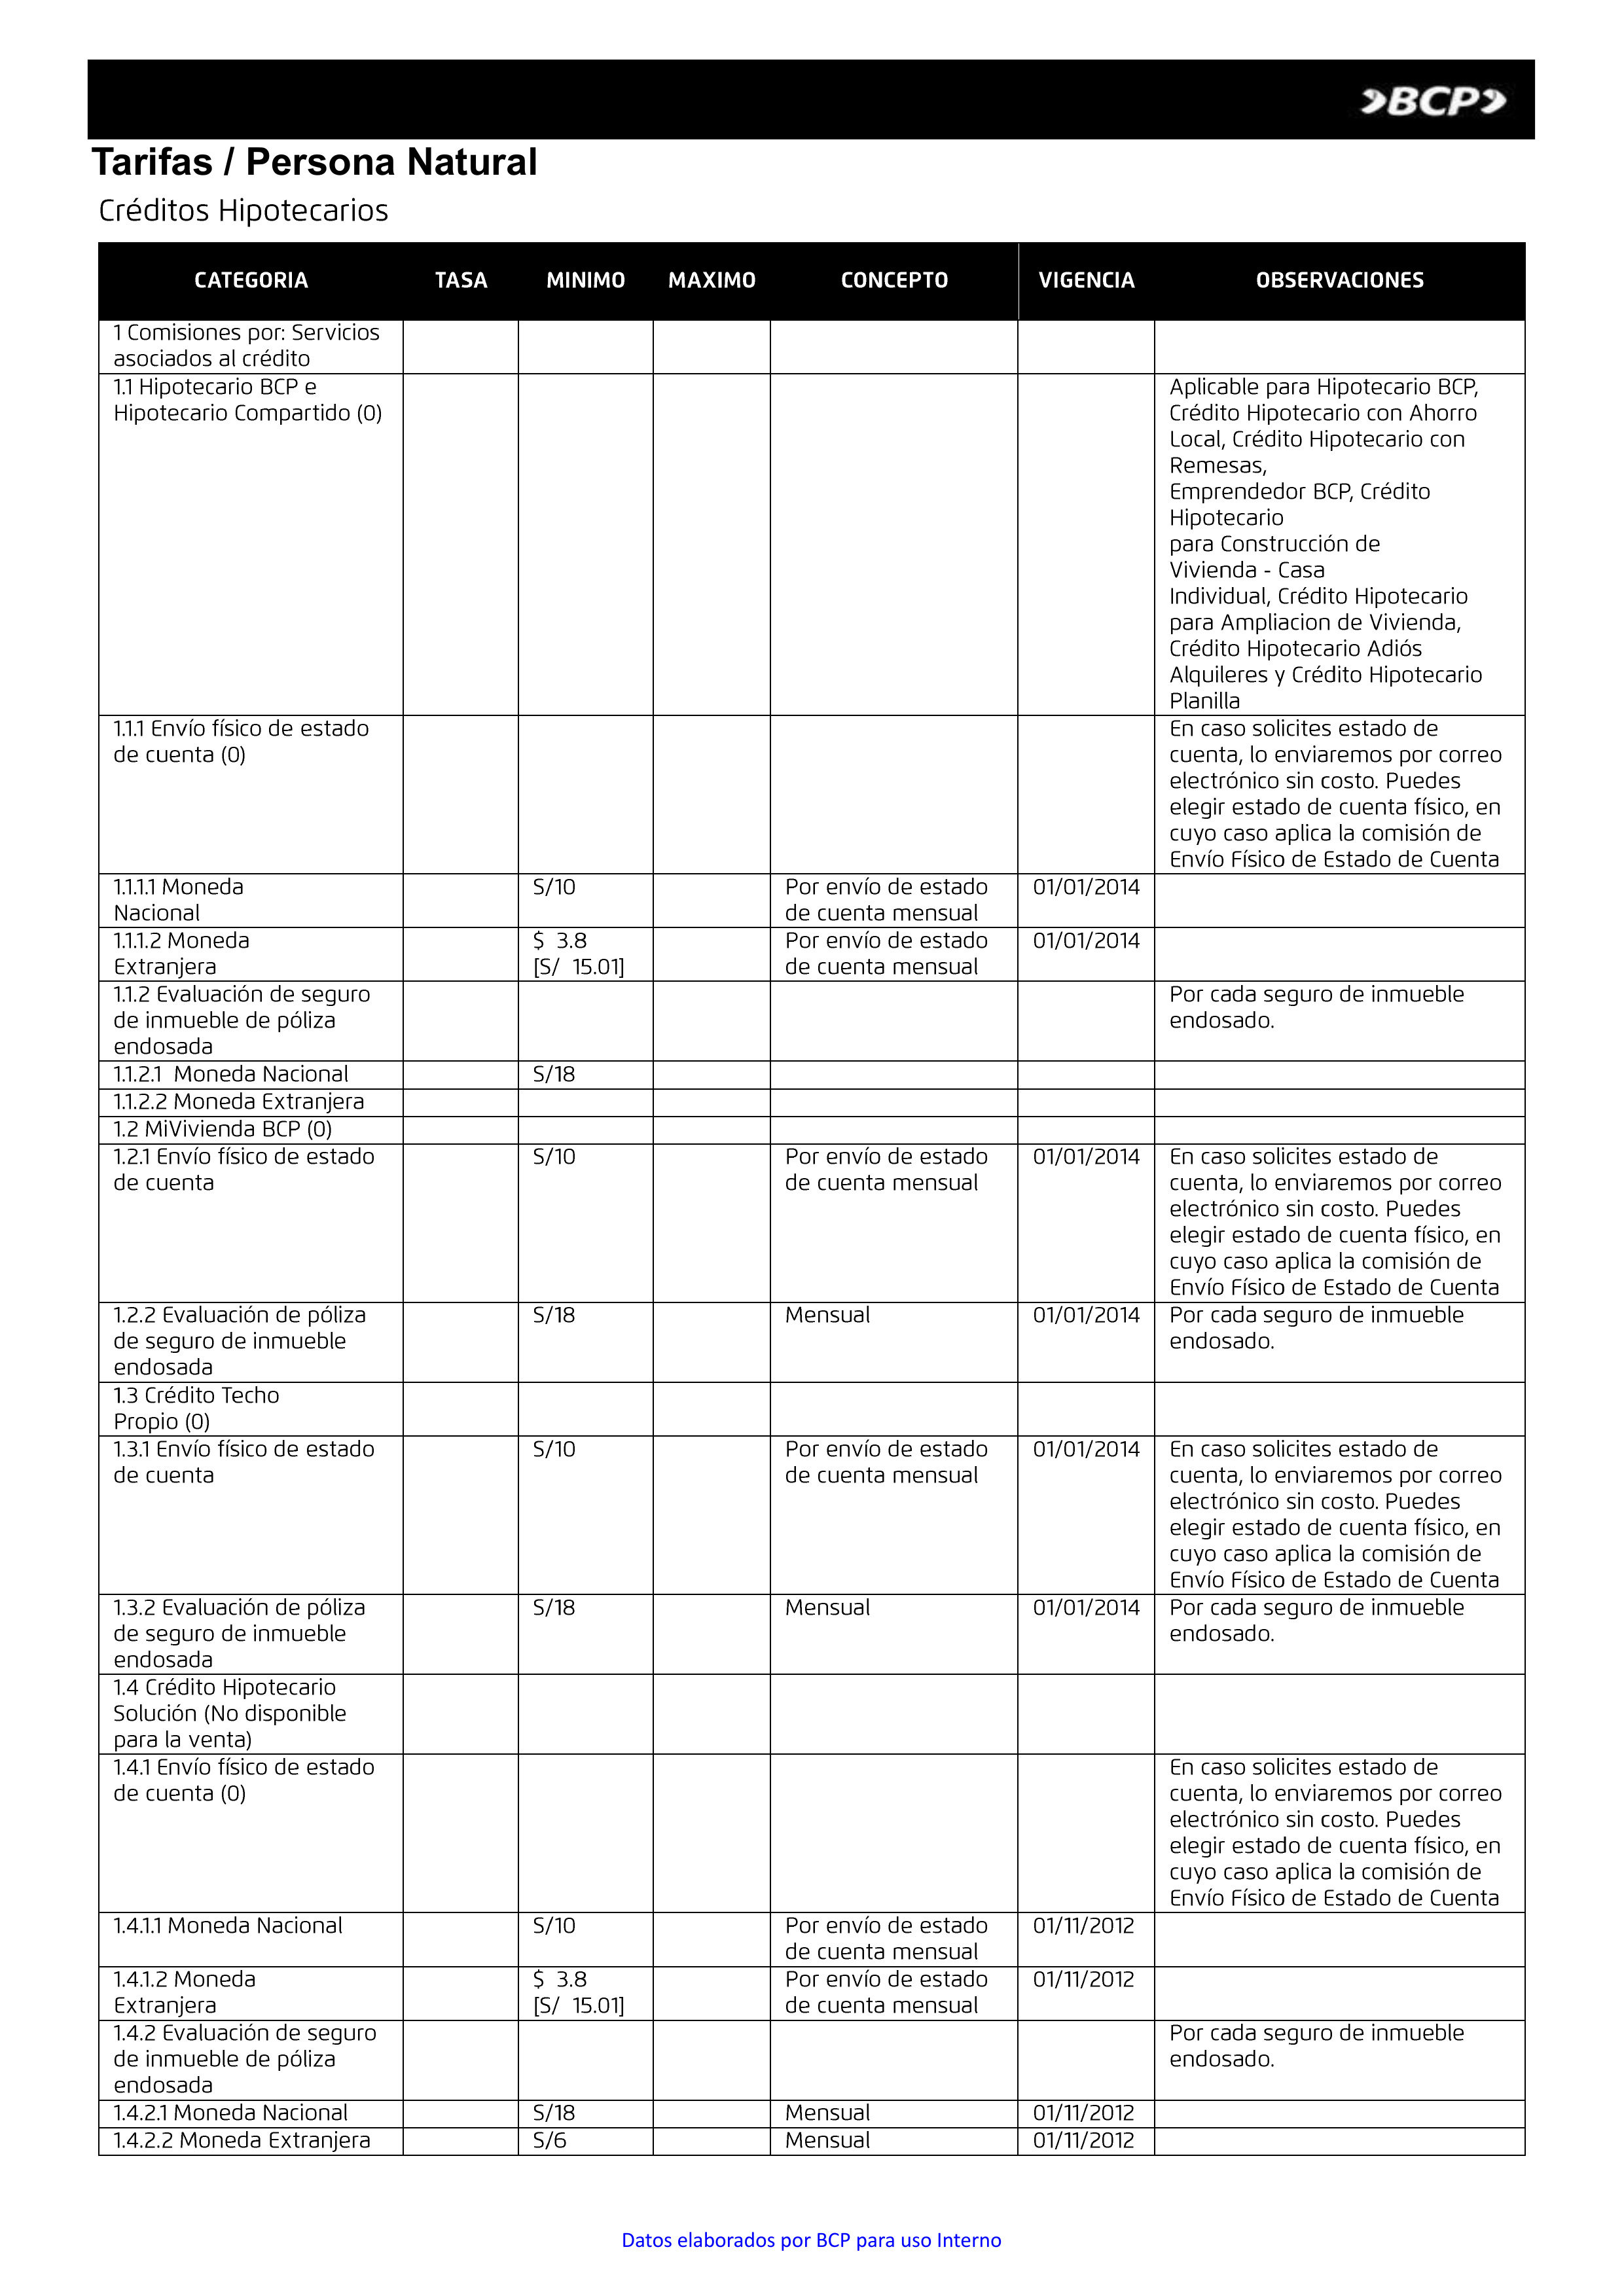 BCP
Tarifas / Persona Natural
Créditos Hipotecarios
CATEGORIA TASA MINIMO MAXIMO CONCEPTO VIGENCIA OBSERVACIONES
1 Comisiones por: Servicios
asociados al crédito
1.1 Hipotecario BCP e
Hipotecario Compartido (0)
Aplicable para Hipotecario BCP,
Crédito Hipotecario con Ahorro
Local, Crédito Hipotecario con
Remesas,
Emprendedor BCP, Crédito
Hipotecario
para Construcción de
Vivienda - Casa
Individual, Crédito Hipotecario
para Ampliacion de Vivienda,
Crédito Hipotecario Adiós
Alquileres y Crédito Hipotecario
Planilla
1.1.1 Envío físico de estado
de cuenta (0)
En caso solicites estado de
cuenta, lo enviaremos por correo
electrónico sin costo. Puedes
elegir estado de cuenta físico, en
cuyo caso aplica la comisión de
Envío Físico de Estado de Cuenta
1.1.1.1 Moneda
Nacional
S/10
Por envío de estado
de cuenta mensual
01/01/2014
1.1.1.2 Moneda
Extranjera
$ 3.8
[S/ 15.01]
Por envío de estado
de cuenta mensual
01/01/2014
1.1.2 Evaluación de seguro
de inmueble de póliza
endosada
Por cada seguro de inmueble
endosado.
1.1.2.1 Moneda Nacional S/18
1.1.2.2 Moneda Extranjera
1.2 MiVivienda BCP (0)
1.2.1 Envío físico de estado
de cuenta
S/10
Por envío de estado
de cuenta mensual
01/01/2014
En caso solicites estado de
cuenta, lo enviaremos por correo
electrónico sin costo. Puedes
elegir estado de cuenta físico, en
cuyo caso aplica la comisión de
Envío Físico de Estado de Cuenta
1.2.2 Evaluación de póliza
de seguro de inmueble
endosada
S/18
Mensual
01/01/2014
Por cada seguro de inmueble
endosado.
1.3 Crédito Techo
Propio (0)
1.3.1 Envío físico de estado
de cuenta
S/10
Por envío de estado
de cuenta mensual
01/01/2014
En caso solicites estado de
cuenta, lo enviaremos por correo
electrónico sin costo. Puedes
elegir estado de cuenta físico, en
cuyo caso aplica la comisión de
Envío Físico de Estado de Cuenta
1.3.2 Evaluación de póliza
de seguro de inmueble
endosada
S/18
Mensual
01/01/2014
Por cada seguro de inmueble
endosado.
1.4 Crédito Hipotecario
Solución (No disponible
para la venta)
1.4.1 Envío físico de estado
de cuenta (0)
En caso solicites estado de
cuenta, lo enviaremos por correo
electrónico sin costo. Puedes
elegir estado de cuenta físico, en
cuyo caso aplica la comisión de
Envío Físico de Estado de Cuenta
1.4.1.1 Moneda Nacional
S/10
Por envío de estado
de cuenta mensual
01/11/2012
1.4.1.2 Moneda
Extranjera
$ 3.8
[S/ 15.01]
Por envío de estado
de cuenta mensual
01/11/2012
1.4.2 Evaluación de seguro
de inmueble de póliza
endosada
Por cada seguro de inmueble
endosado.
1.4.2.1 Moneda Nacional S/18 Mensual 01/11/2012
1.4.2.2 Moneda Extranjera S/6 Mensual 01/11/2012
Datos elaborados por BCP para uso Interno